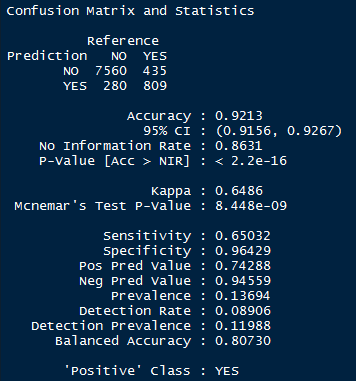 Confusion Matrix and Statistics
Reference
Prediction NO YES
NO 7560 435
YES 280 809
Accuracy : 0.9213
95% CI : (0.9156, 0.9267)
No Information Rate : 0.8631
P-Value [Acc > NIR] : < 2.2e-16
Kappa : 0.6486
Mcnemar's Test P-Value : 8.448e-09
Sensitivity : 0.65032
Specificity : 0.96429
Pos Pred Value : 0.74288
Neg Pred Value : 0.94559
Prevalence : 0.13694
Detection Rate : 0.08906
Detection Prevalence : 0.11988
Balanced Accuracy : 0.80730
'Positive' Class : YES